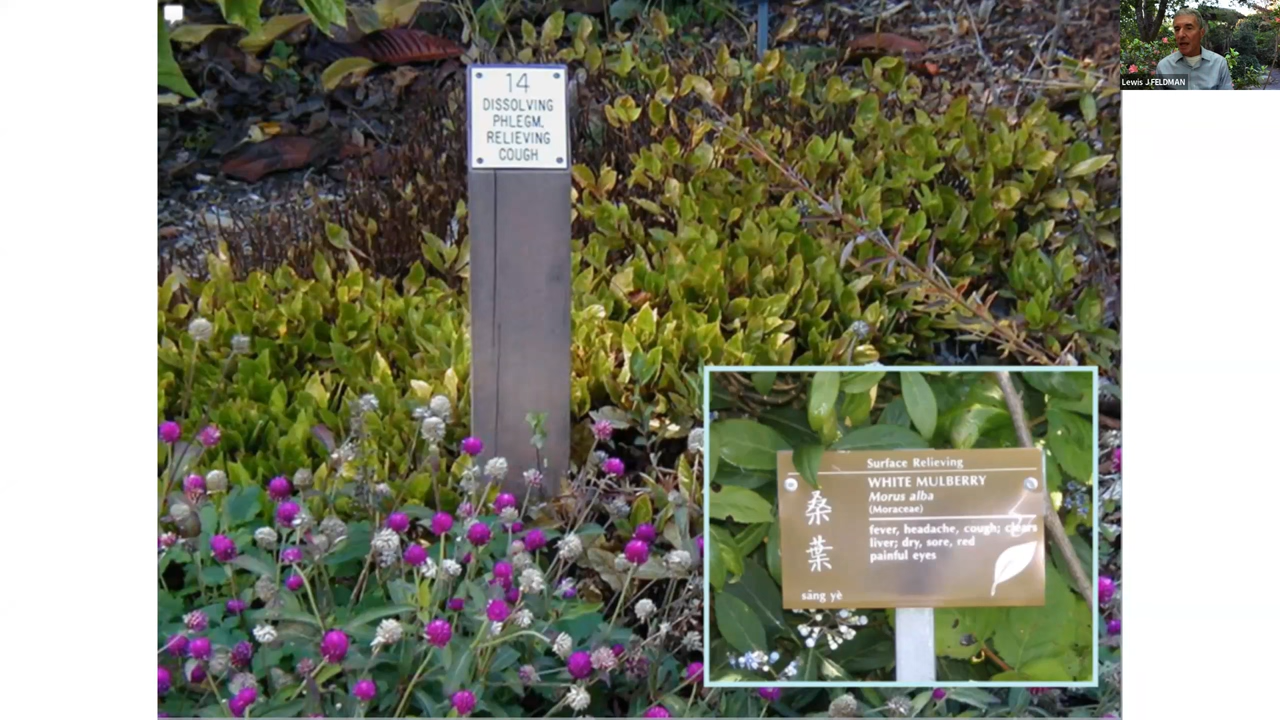 14
DISSOLVING
PHLEGM,
RELIEVING
COUGH
Lewis J.FELDMAN
Surface Relieving
WHITE MULBERRY
Morus alba
(Moraceae)
fever, headache, cough; clears
liver; dry, sore, red
painful eyes
桑
葉
sāng yè